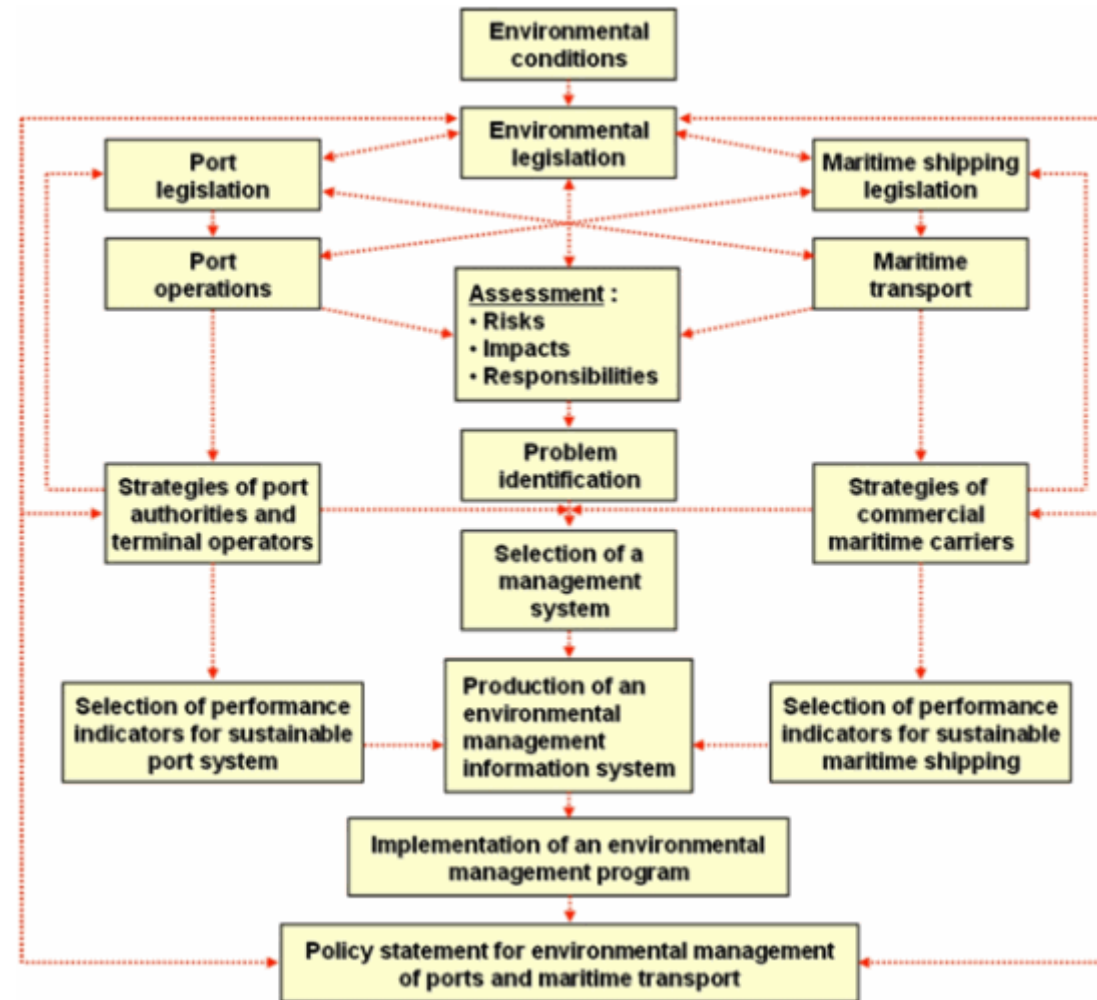 Environmental
conditions
Environmental
legislation
Port
legislation
Maritime shipping
legislation
Port
operations
Maritime
transport
Assessment :
• Risks
• Impacts
• Responsibilities
Problem
identification
Strategies of port
authorities and
terminal operators
Strategies of
commercial
maritime carriers
Selection of a
management
system
Selection of performance
indicators for sustainable
port system
Production of an
environmental
management
information system
Selection of performance
indicators for sustainable
maritime shipping
Implementation of an environmental
management program
Policy statement for environmental management
of ports and maritime transport